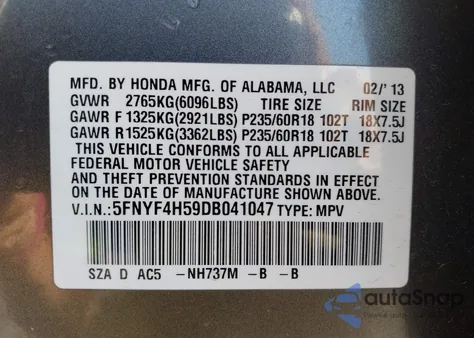 MFD. BY HONDA MFG. OF ALABAMA, LLC 02/'13
GVWR 2765KG(6096LBS) TIRE SIZE RIM SIZE
GAWR F 1325KG(2921LBS) P235/60R18 102T 18X7.5J
GAWR R1525KG(3362LBS) P235/60R18 102T 18X7.5J
THIS VEHICLE CONFORMS TO ALL APPLICABLE
FEDERAL MOTOR VEHICLE SAFETY
AND THEFT PREVENTION STANDARDS IN EFFECT
ON THE DATE OF MANUFACTURE SHOWN ABOVE.
V.I.N.:5FNYF4H59DB041047 TYPE: MPV
SZA D AC5 -NH737M -B -B
autoSnap